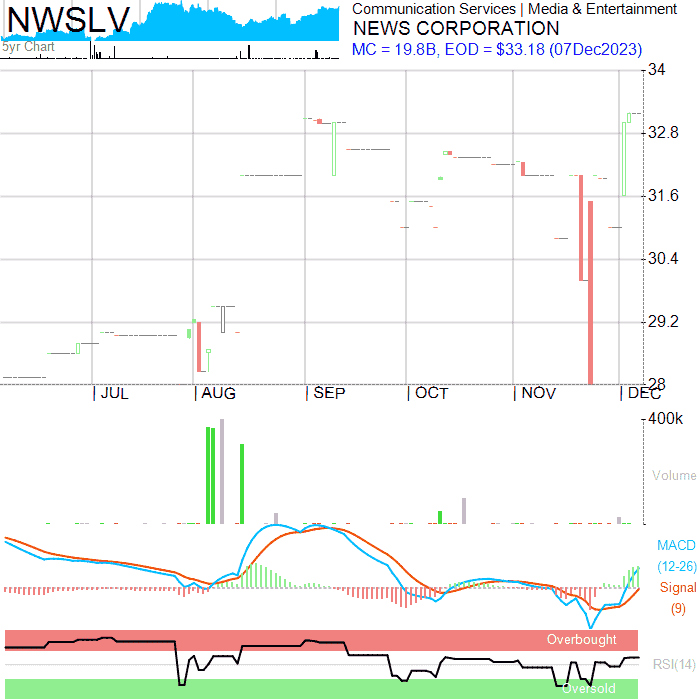 NWSLV
5yr Chart
Communication Services | Media & Entertainment
NEWS CORPORATION
MC = 19.8B, EOD = $33.18 (07Dec2023)
34
32.8
31.6
30.4
29.2
28
JUL
AUG
SEP
OCT
NOV
DEC
400k
Volume
MACD
(12-26)
Signal
(9)
Overbought
RSI(14)
Oversold